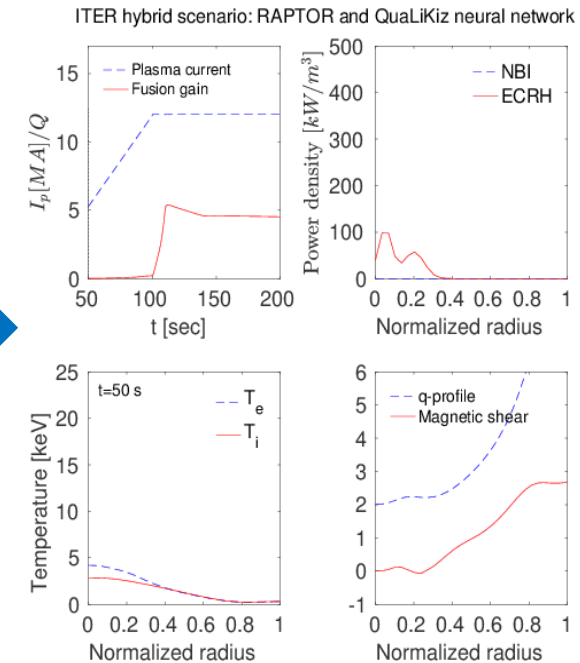 ITER hybrid scenario: RAPTOR and QuaLiKiz neural network
Plasma current
Fusion gain
I_p[MA]/Q
15
10
5
0
50 100 150 200
t [sec]
NBI
ECRH
Power density [kW/m^3]
500
400
300
200
100
0
0 0.2 0.4 0.6 0.8 1
Normalized radius
t=50 s
T_e
T_i
Temperature [keV]
25
20
15
10
5
0
0 0.2 0.4 0.6 0.8 1
Normalized radius
q-profile
Magnetic shear
6
5
4
3
2
1
0
-1
0 0.2 0.4 0.6 0.8 1
Normalized radius